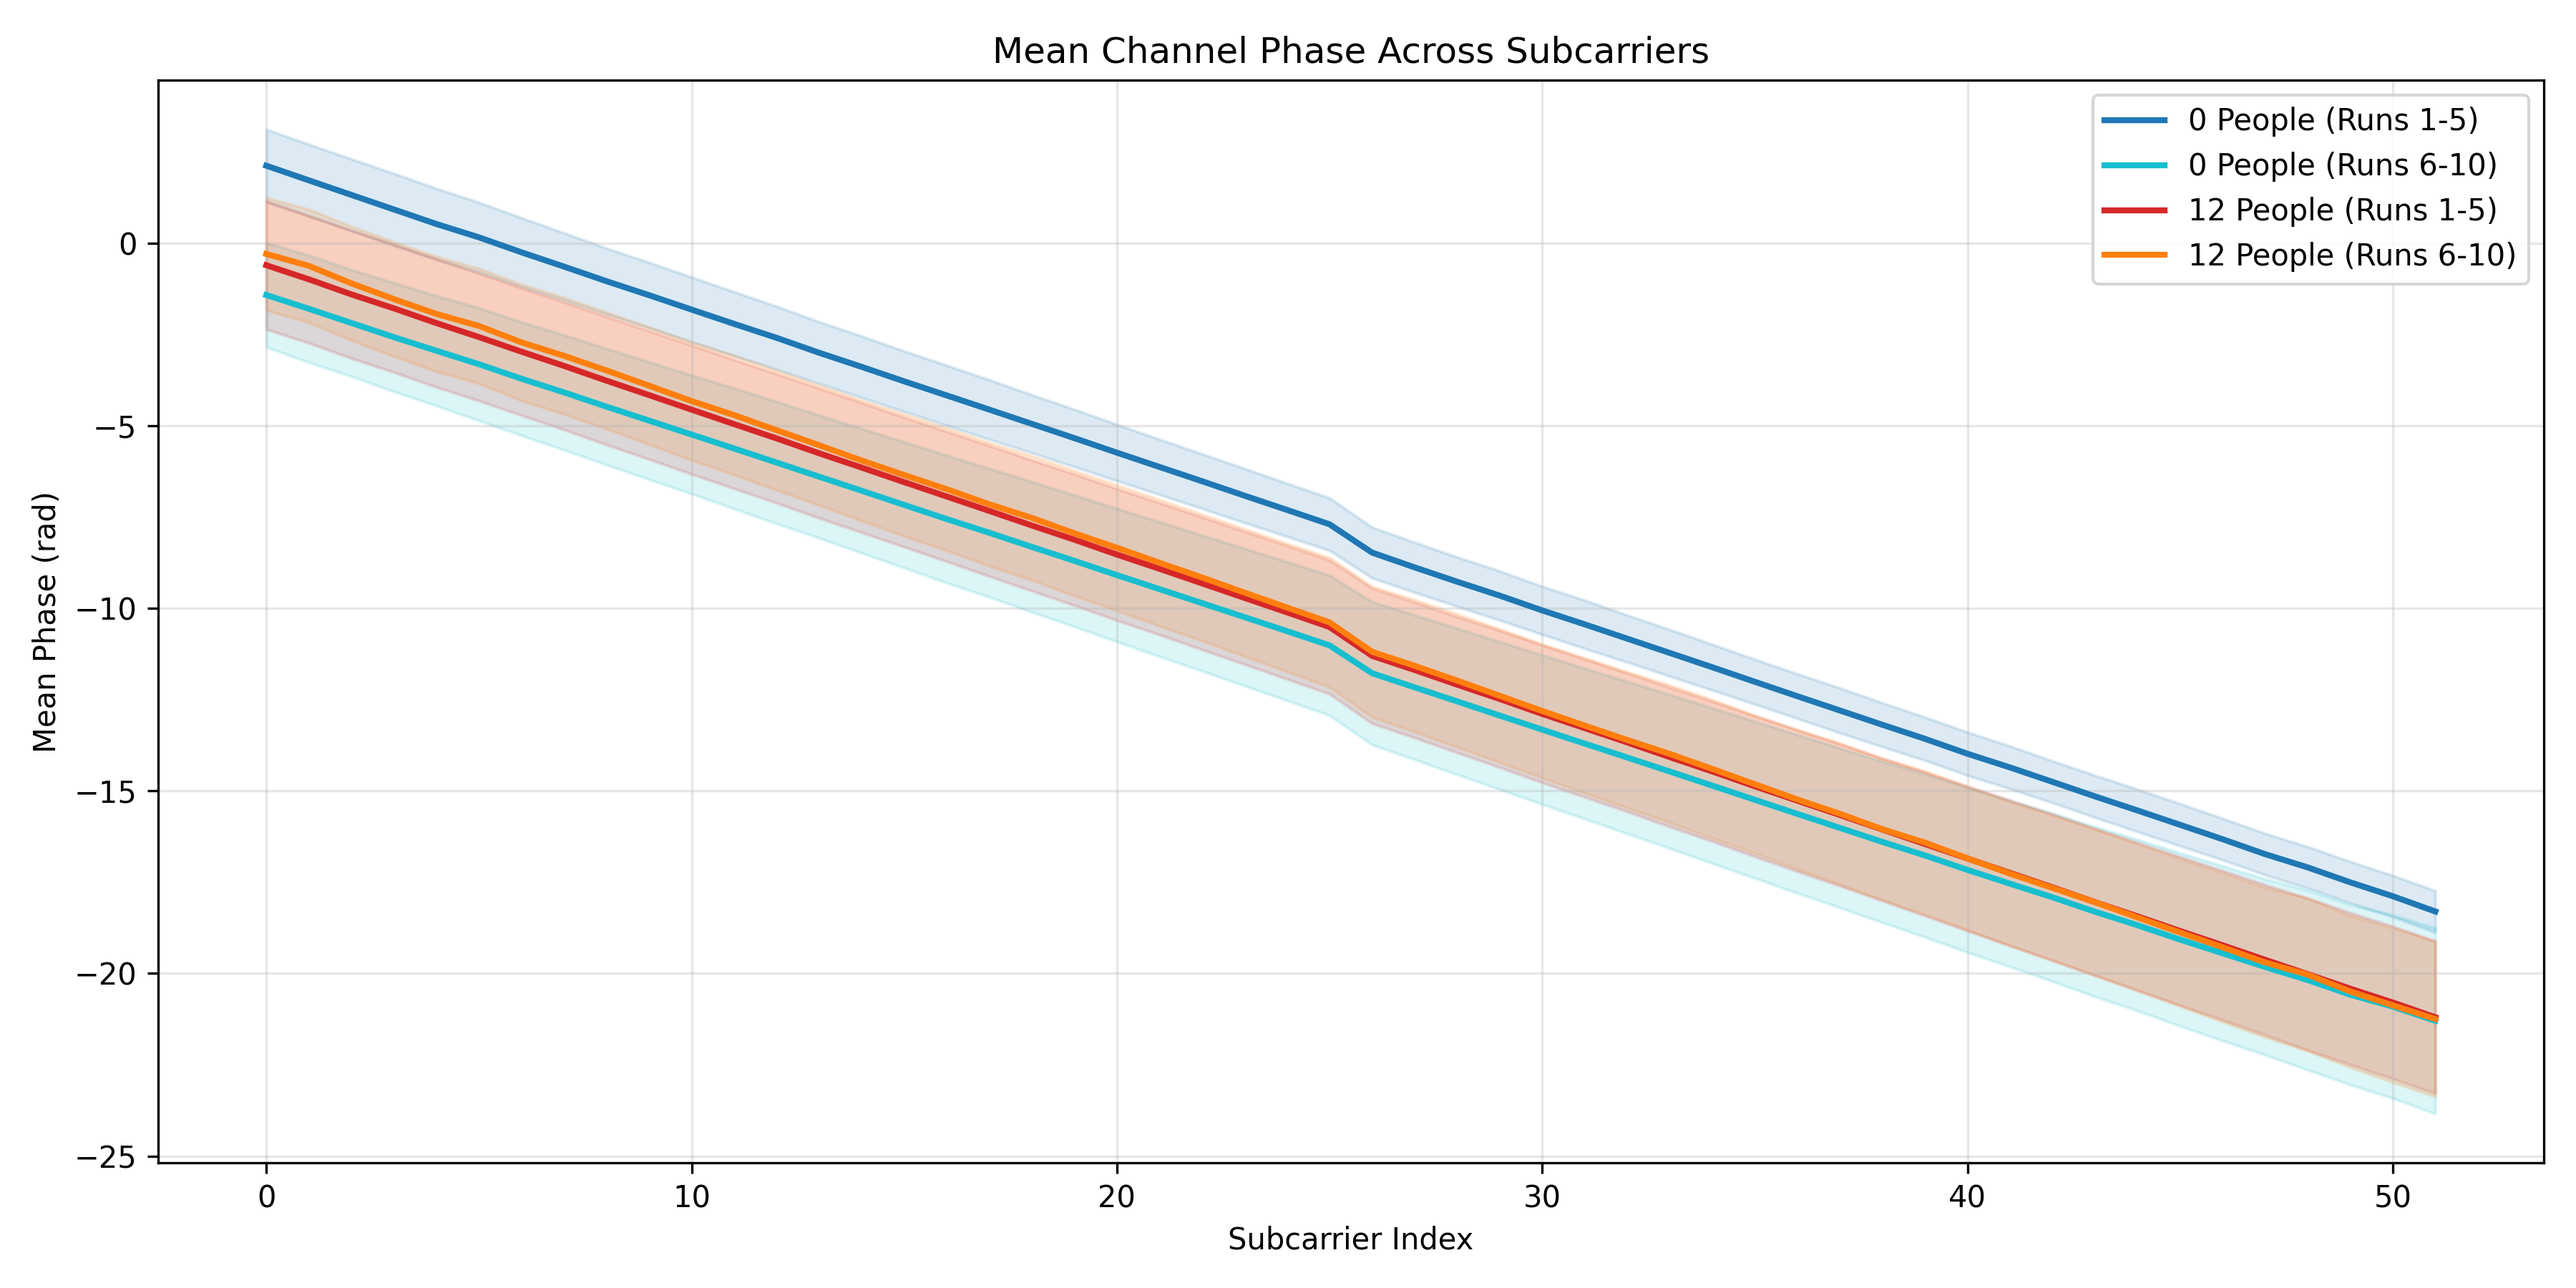 Mean Channel Phase Across Subcarriers
0 People (Runs 1-5)
0 People (Runs 6-10)
12 People (Runs 1-5)
12 People (Runs 6-10)
Mean Phase (rad)
0
−5
−10
−15
−20
−25
0 10 20 30 40 50
Subcarrier Index